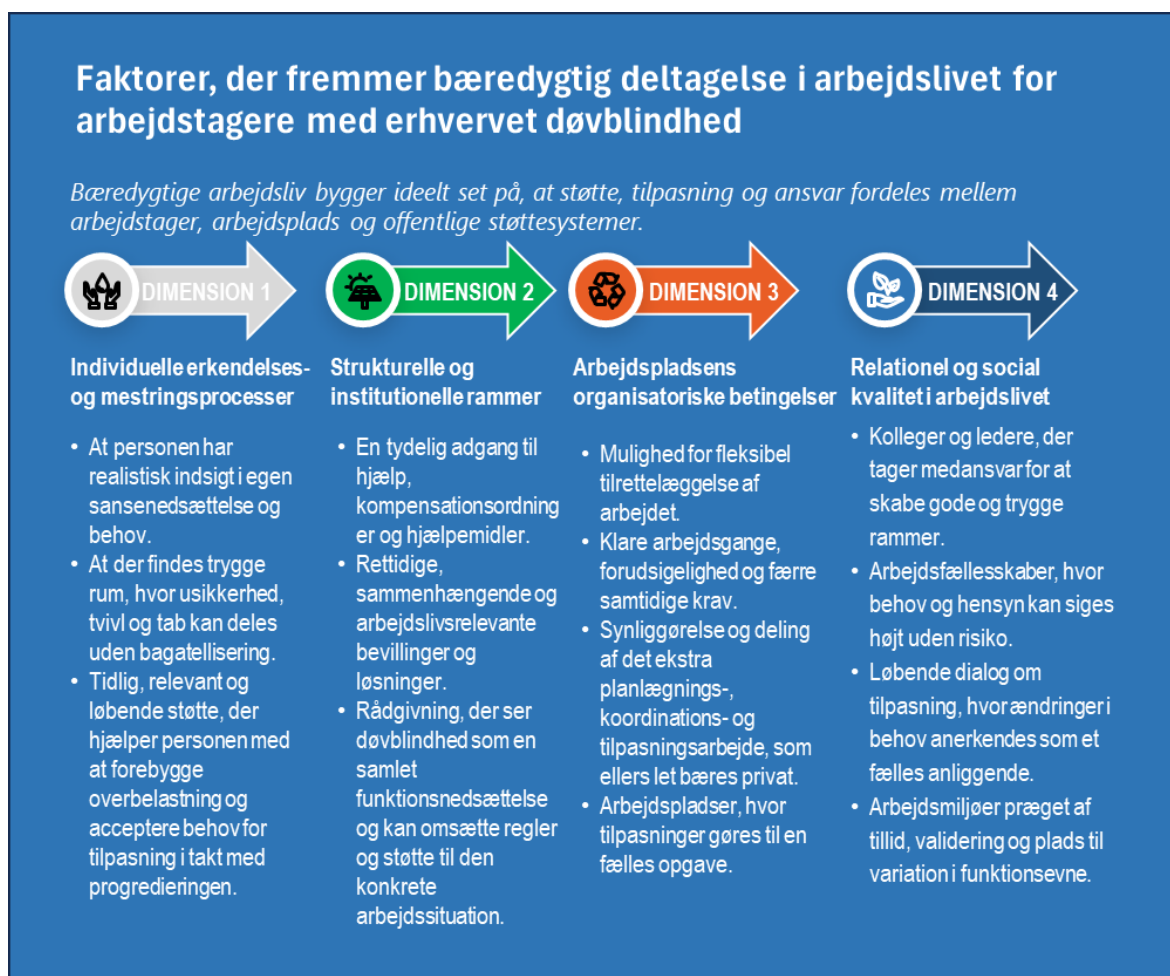 Faktorer, der fremmer bæredygtig deltagelse i arbejdslivet for
arbejdstagere med erhvervet døvblindhed
Bæredygtige arbejdsliv bygger ideelt set på, at støtte, tilpasning og ansvar fordeles mellem
arbejdstager, arbejdsplads og offentlige støttesystemer.
DIMENSION 1
Individuelle erkendelses-
og mestringsprocesser
• At personen har
realistisk indsigt i egen
sansenedsættelse og
behov.
• At der findes trygge
rum, hvor usikkerhed,
tvivl og tab kan deles
uden bagatellisering.
• Tidlig, relevant og
løbende støtte, der
hjælper personen med
at forebygge
overbelastning og
acceptere behov for
tilpasning i takt med
progredieringen.
DIMENSION 2
Strukturelle og
institutionelle rammer
• En tydelig adgang til
hjælp,
kompensationsordning
er og hjælpemidler.
• Rettidige,
sammenhængende og
arbejdslivsrelevante
bevillinger og
løsninger.
• Rådgivning, der ser
døvblindhed som en
samlet
funktionsnedsættelse
og kan omsætte regler
og støtte til den
konkrete
arbejdssituation.
DIMENSION 3
Arbejdspladsens
organisatoriske betingelser
• Mulighed for fleksibel
tilrettelæggelse af
arbejdet.
• Klare arbejdsgange,
forudsigelighed og færre
samtidige krav.
• Synliggørelse og deling
af det ekstra
planlægnings-,
koordinations- og
tilpasningsarbejde, som
ellers let bæres privat.
• Arbejdspladser, hvor
tilpasninger gøres til en
fælles opgave.
DIMENSION 4
Relationel og social
kvalitet i arbejdslivet
• Kolleger og ledere, der
tager medansvar for at
skabe gode og trygge
rammer.
• Arbejdsfællesskaber, hvor
behov og hensyn kan siges
højt uden risiko.
• Løbende dialog om
tilpasning, hvor ændringer i
behov anerkendes som et
fælles anliggende.
• Arbejdsmiljøer præget af
tillid, validering og plads til
variation i funktionsevne.